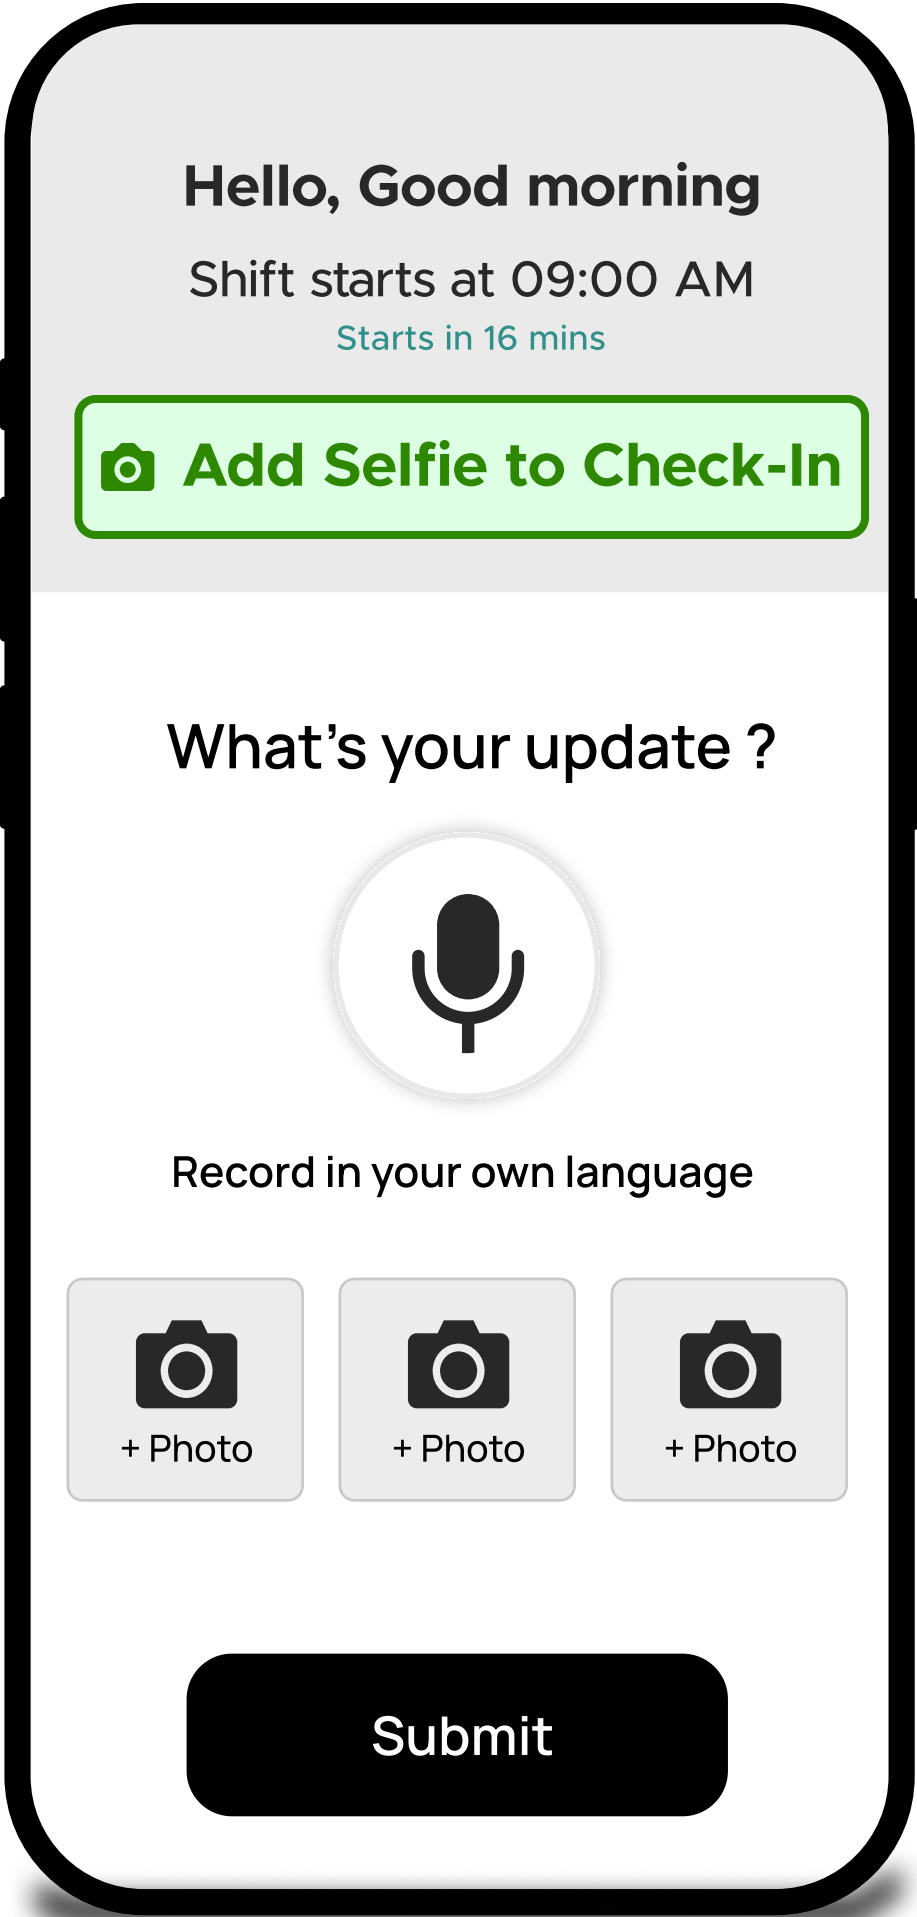 Hello, Good morning
Shift starts at 09:00 AM
Starts in 16 mins
Add Selfie to Check-In
What's your update ?
Record in your own language
+ Photo
+ Photo
+ Photo
Submit